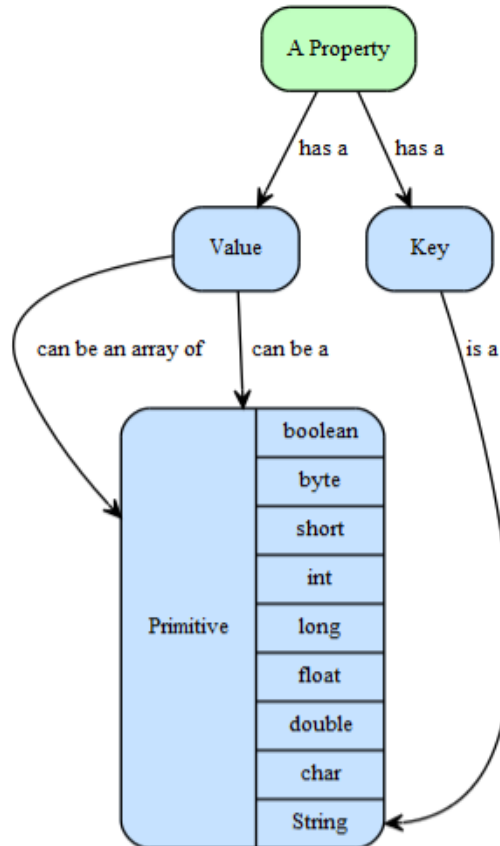 A Property
has a
has a
Value
Key
can be an array of
can be a
is a
Primitive
boolean
byte
short
int
long
float
double
char
String